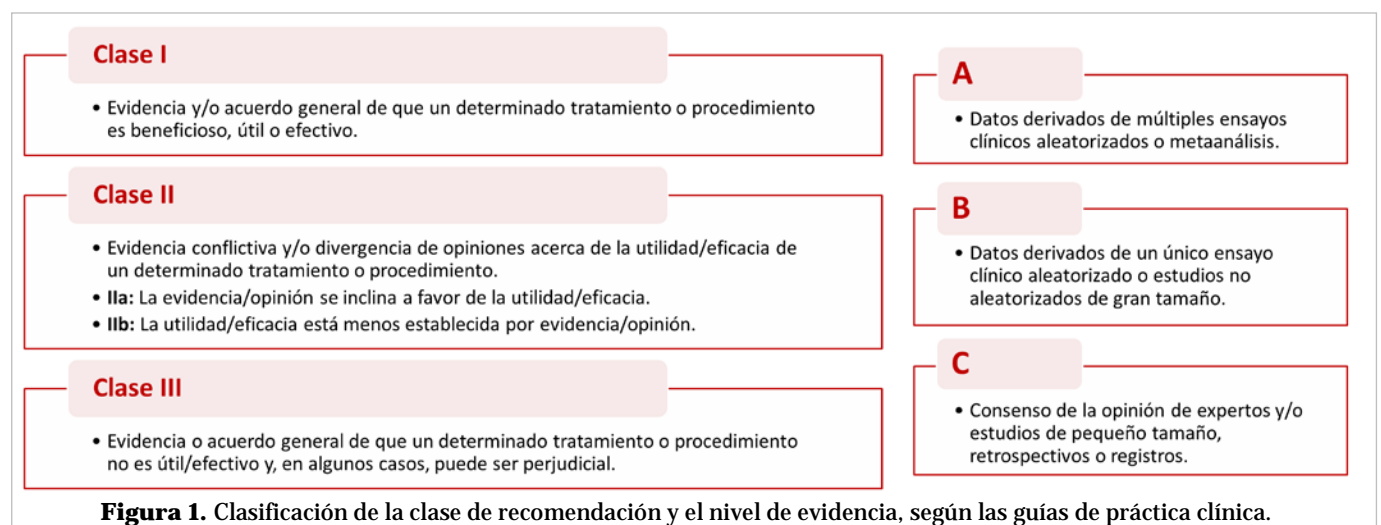 Clase I
• Evidencia y/o acuerdo general de que un determinado tratamiento o procedimiento
es beneficioso, útil o efectivo.
Clase II
• Evidencia conflictiva y/o divergencia de opiniones acerca de la utilidad/eficacia de
un determinado tratamiento o procedimiento.
• IIa: La evidencia/opinión se inclina a favor de la utilidad/eficacia.
• IIb: La utilidad/eficacia está menos establecida por evidencia/opinión.
Clase III
• Evidencia o acuerdo general de que un determinado tratamiento o procedimiento
no es útil/efectivo y, en algunos casos, puede ser perjudicial.
A
• Datos derivados de múltiples ensayos
clínicos aleatorizados o metaanálisis.
B
• Datos derivados de un único ensayo
clínico aleatorizado o estudios no
aleatorizados de gran tamaño.
C
• Consenso de la opinión de expertos y/o
estudios de pequeño tamaño,
retrospectivos o registros.
Figura 1. Clasificación de la clase de recomendación y el nivel de evidencia, según las guías de práctica clínica.